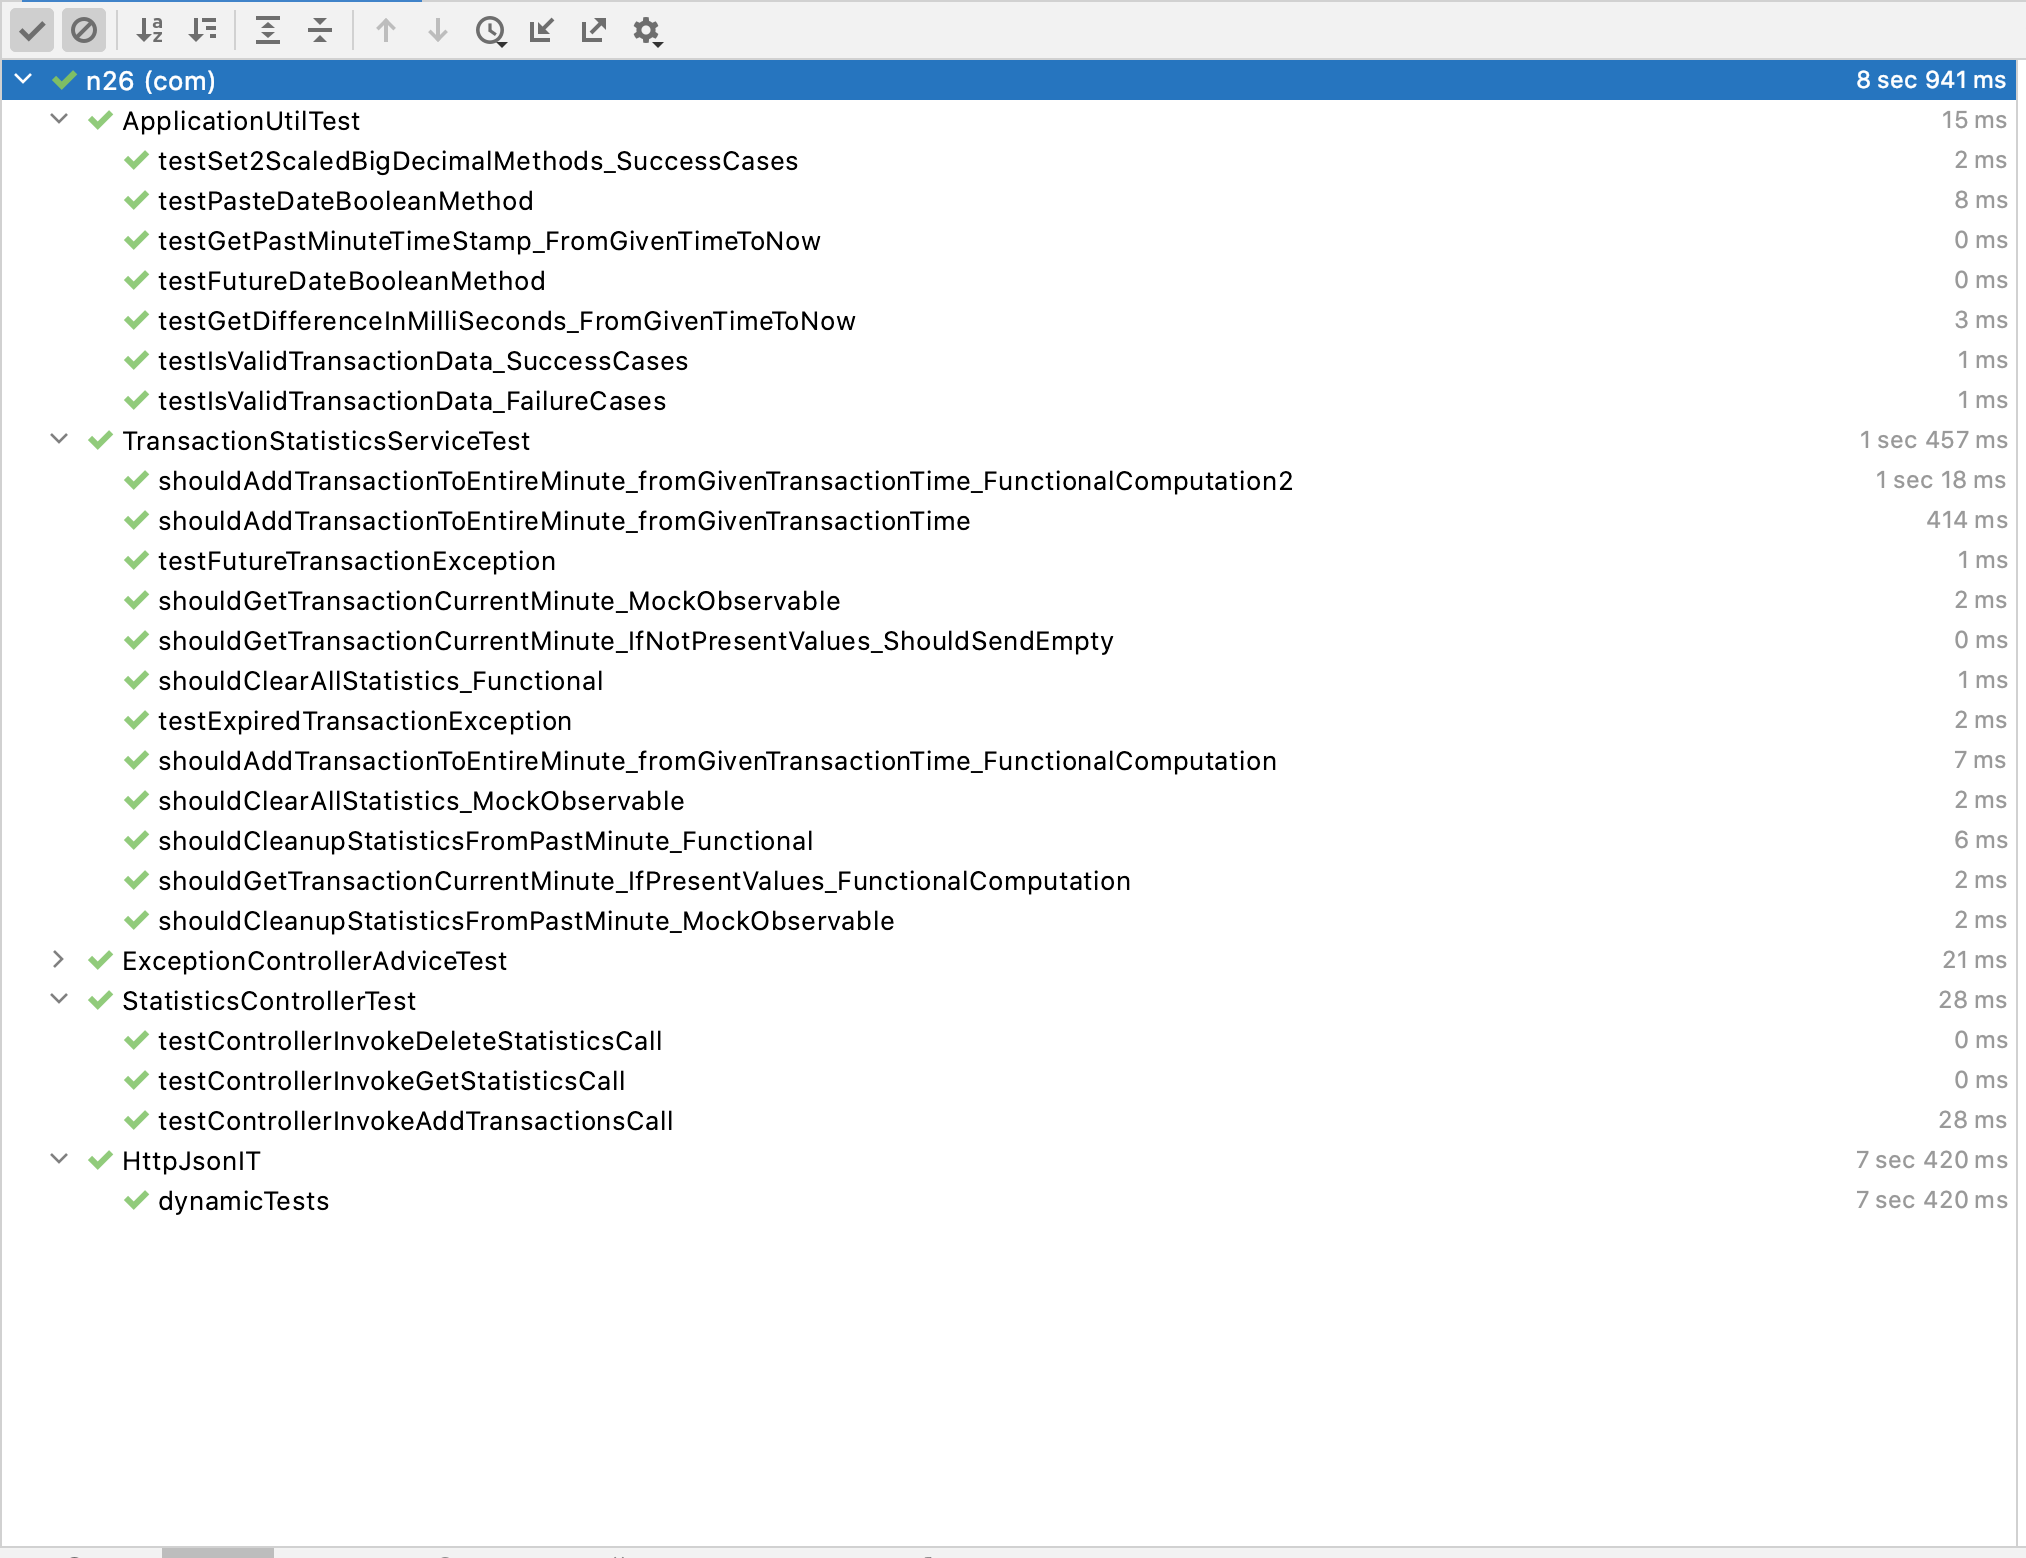 n26 (com) 8 sec 941 ms
ApplicationUtilTest 15 ms
testSet2ScaledBigDecimalMethods_SuccessCases 2 ms
testPasteDateBooleanMethod 8 ms
testGetPastMinuteTimeStamp_FromGivenTimeToNow 0 ms
testFutureDateBooleanMethod 0 ms
testGetDifferenceInMilliSeconds_FromGivenTimeToNow 3 ms
testIsValidTransactionData_SuccessCases 1 ms
testIsValidTransactionData_FailureCases 1 ms
TransactionStatisticsServiceTest 1 sec 457 ms
shouldAddTransactionToEntireMinute_fromGivenTransactionTime_FunctionalComputation2 1 sec 18 ms
shouldAddTransactionToEntireMinute_fromGivenTransactionTime 414 ms
testFutureTransactionException 1 ms
shouldGetTransactionCurrentMinute_MockObservable 2 ms
shouldGetTransactionCurrentMinute_IfNotPresentValues_ShouldSendEmpty 0 ms
shouldClearAllStatistics_Functional 1 ms
testExpiredTransactionException 2 ms
shouldAddTransactionToEntireMinute_fromGivenTransactionTime_FunctionalComputation 7 ms
shouldClearAllStatistics_MockObservable 2 ms
shouldCleanupStatisticsFromPastMinute_Functional 6 ms
shouldGetTransactionCurrentMinute_IfPresentValues_FunctionalComputation 2 ms
shouldCleanupStatisticsFromPastMinute_MockObservable 2 ms
ExceptionControllerAdviceTest 21 ms
StatisticsControllerTest 28 ms
testControllerInvokeDeleteStatisticsCall 0 ms
testControllerInvokeGetStatisticsCall 0 ms
testControllerInvokeAddTransactionsCall 28 ms
HttpJsonIT 7 sec 420 ms
dynamicTests 7 sec 420 ms